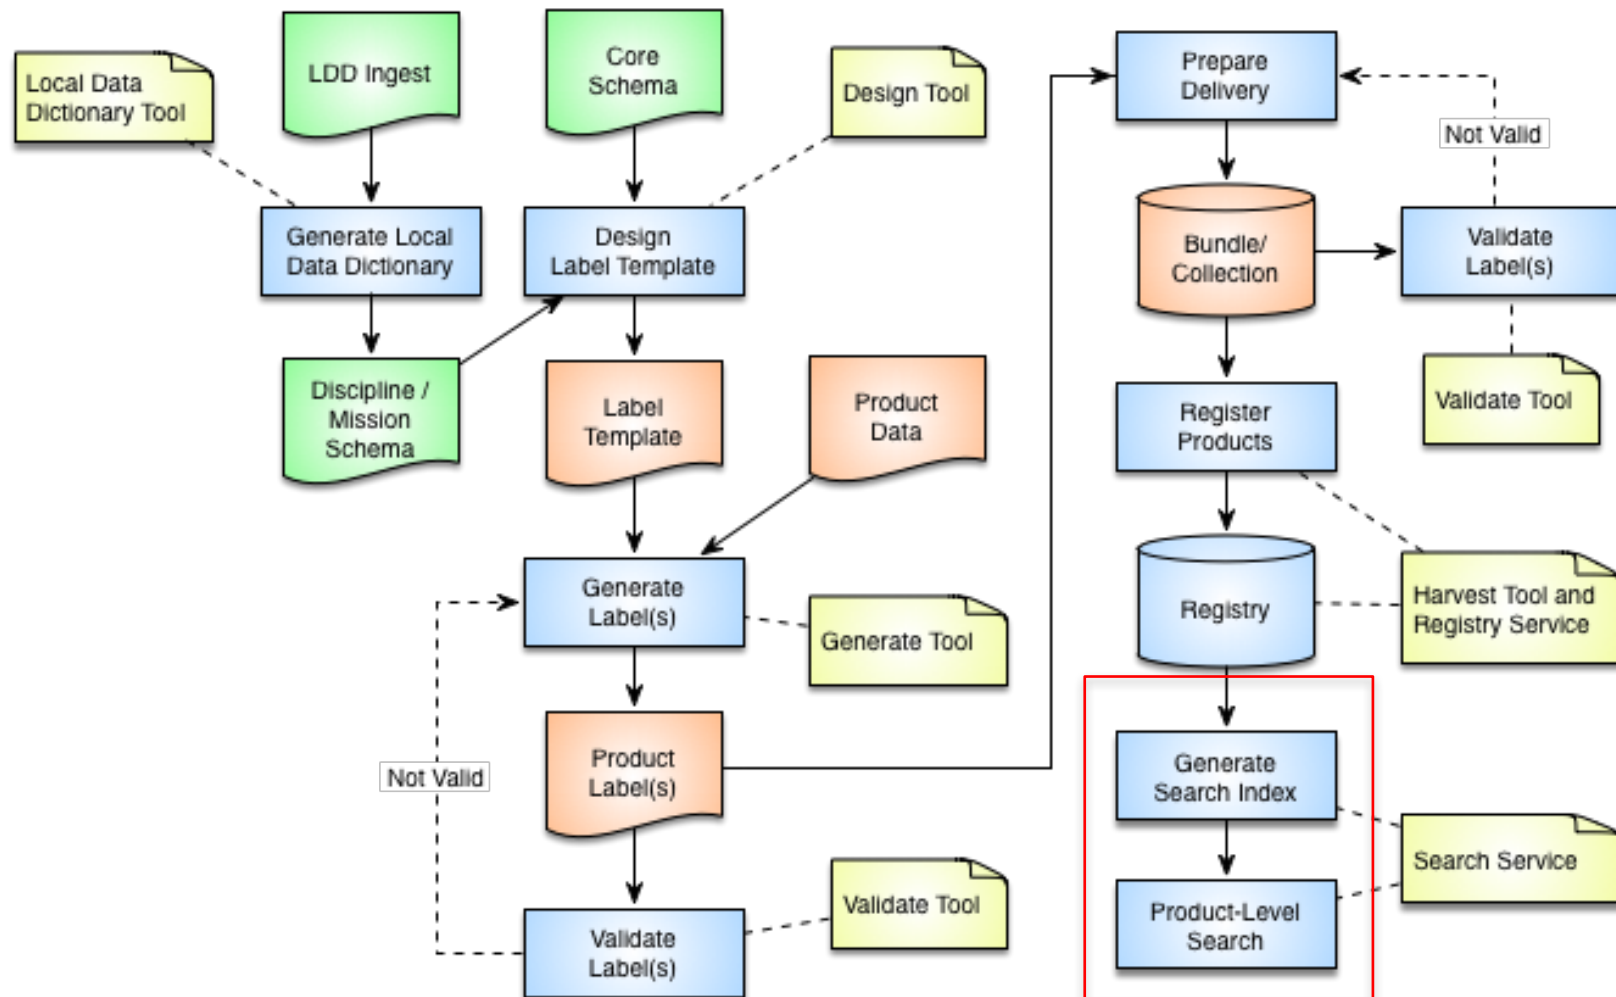 Local Data
Dictionary Tool
LDD Ingest
Core
Schema
Design Tool
Generate Local
Data Dictionary
Design
Label Template
Discipline /
Mission
Schema
Label
Template
Product
Data
Generate
Label(s)
Generate Tool
Not Valid
Product
Label(s)
Validate
Label(s)
Validate Tool
Prepare
Delivery
Not Valid
Bundle/
Collection
Validate
Label(s)
Validate Tool
Register
Products
Registry
Harvest Tool and
Registry Service
Generate
Search Index
Search Service
Product-Level
Search